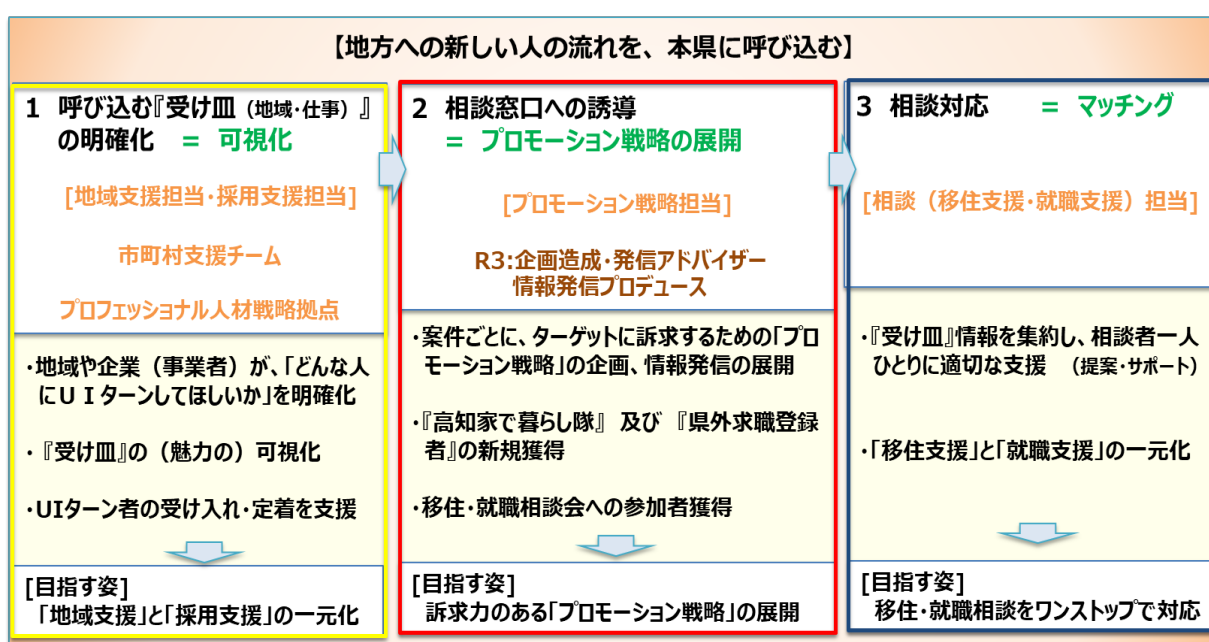 【地方への新しい人の流れを、本県に呼び込む】
1 呼び込む『受け皿（地域・仕事）』
の明確化 = 可視化
[地域支援担当・採用支援担当]
市町村支援チーム
プロフェッショナル人材戦略拠点
・地域や企業（事業者）が、「どんな人
にUIターンしてほしいか」を明確化
・『受け皿』の（魅力の）可視化
・UIターン者の受け入れ・定着を支援
[目指す姿]
「地域支援」と「採用支援」の一元化
2 相談窓口への誘導
= プロモーション戦略の展開
[プロモーション戦略担当]
R3:企画造成・発信アドバイザー
情報発信プロデュース
・案件ごとに、ターゲットに訴求するための「プロ
モーション戦略」の企画、情報発信の展開
・『高知家で暮らし隊』 及び 『県外求職登録
者』の新規獲得
・移住・就職相談会への参加者獲得
[目指す姿]
訴求力のある「プロモーション戦略」の展開
3 相談対応 = マッチング
[相談（移住支援・就職支援）担当]
・『受け皿』情報を集約し、相談者一人
ひとりに適切な支援 （提案・サポート）
・「移住支援」と「就職支援」の一元化
[目指す姿]
移住・就職相談をワンストップで対応